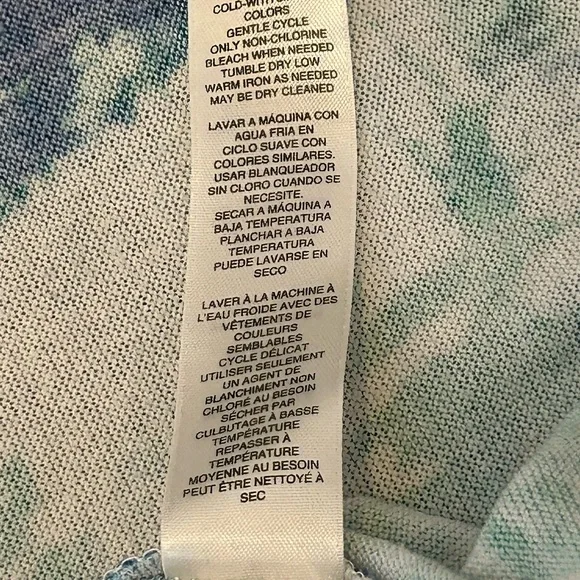 COLD-WITH
COLORS
GENTLE CYCLE
ONLY NON-CHLORINE
BLEACH WHEN NEEDED
TUMBLE DRY LOW
WARM IRON AS NEEDED
MAY BE DRY CLEANED
LAVAR A MÁQUINA CON
AGUA FRIA EN
CICLO SUAVE CON
COLORES SIMILARES.
USAR BLANQUEADOR
SIN CLORO CUANDO SE
NECESITE.
SECAR A MÁQUINA A
BAJA TEMPERATURA
PLANCHAR A BAJA
TEMPERATURA
PUEDE LAVARSE EN
SECO
LAVER À LA MACHINE À
L'EAU FROIDE AVEC DES
VÊTEMENTS DE
COULEURS
SEMBLABLES
CYCLE DÉLICAT
UTILISER SEULEMENT
UN AGENT DE
BLANCHIMENT NON
CHLORÉ AU BESOIN
SÉCHER PAR
CULBUTAGE À BASSE
TEMPÉRATURE
REPASSER À
TEMPÉRATURE
MOYENNE AU BESOIN
PEUT ÊTRE NETTOYÉ À
SEC